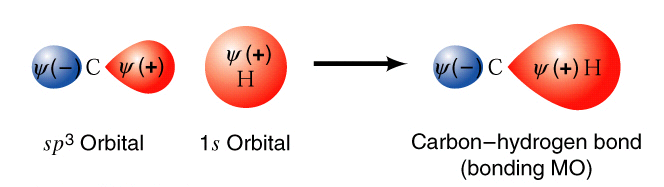 ψ(−) C ψ(+) ψ(+) H ψ(−) C ψ(+) H
sp³ Orbital 1s Orbital Carbon–hydrogen bond
(bonding MO)